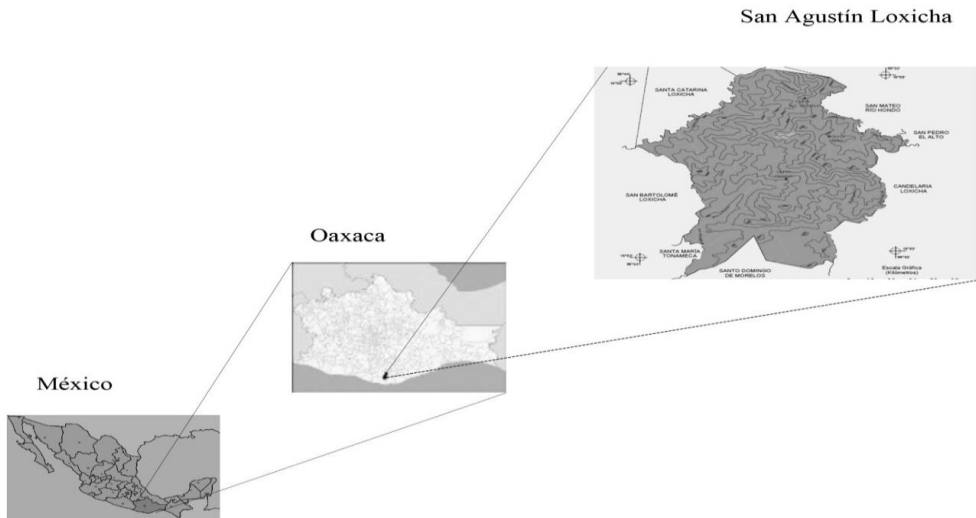 San Agustín Loxicha
SANTA CATARINA
LOXICHA
SAN MATEO
RÍO HONDO
SAN PEDRO
EL ALTO
SAN BARTOLOMÉ
LOXICHA
CANDELARIA
LOXICHA
SANTA MARÍA
TONAMECA
SANTO DOMINGO
DE MORELOS
Escala Gráfica
(Kilómetros)
Oaxaca
México